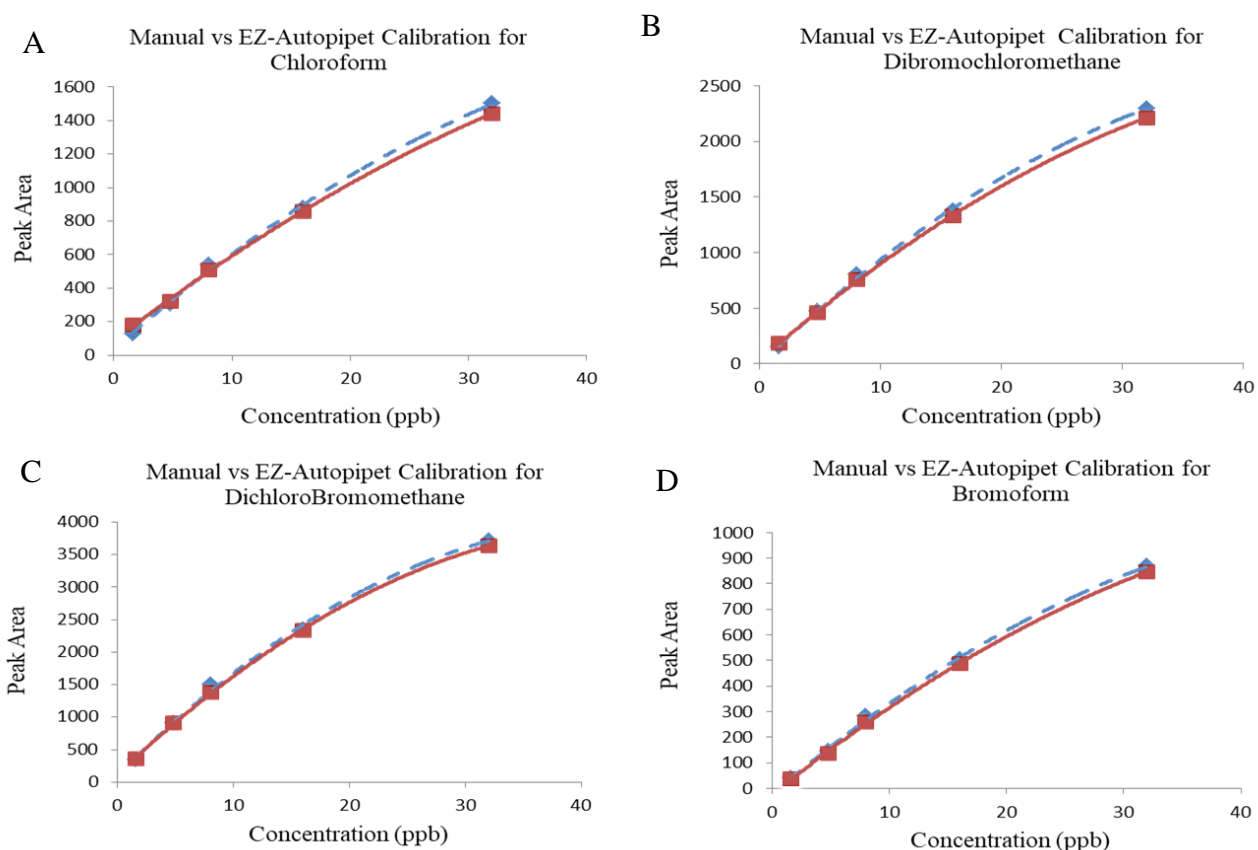 A
Manual vs EZ-Autopipet Calibration for
Chloroform
1600
1400
1200
1000
800
600
400
200
0
0 10 20 30 40
Peak Area
Concentration (ppb)
B
Manual vs EZ-Autopipet Calibration for
Dibromochloromethane
2500
2000
1500
1000
500
0
0 10 20 30 40
Peak Area
Concentration (ppb)
C
Manual vs EZ-Autopipet Calibration for
DichloroBromomethane
4000
3500
3000
2500
2000
1500
1000
500
0
0 10 20 30 40
Peak Area
Concentration (ppb)
D
Manual vs EZ-Autopipet Calibration for
Bromoform
1000
900
800
700
600
500
400
300
200
100
0
0 10 20 30 40
Peak Area
Concentration (ppb)